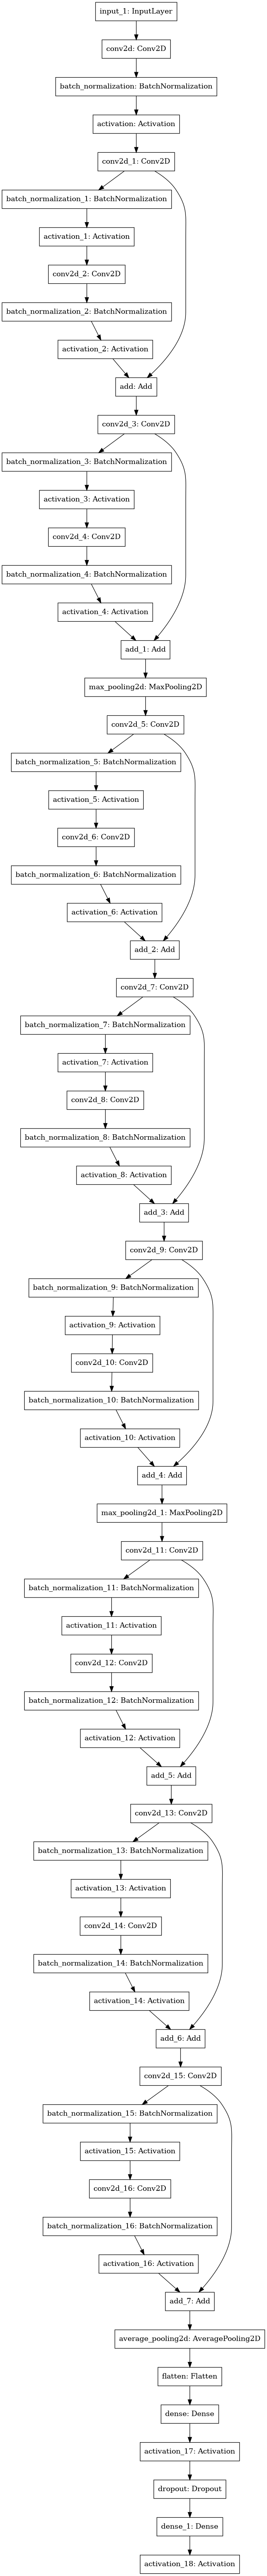 input_1: InputLayer
conv2d: Conv2D
batch_normalization: BatchNormalization
activation: Activation
conv2d_1: Conv2D
batch_normalization_1: BatchNormalization
activation_1: Activation
conv2d_2: Conv2D
batch_normalization_2: BatchNormalization
activation_2: Activation
add: Add
conv2d_3: Conv2D
batch_normalization_3: BatchNormalization
activation_3: Activation
conv2d_4: Conv2D
batch_normalization_4: BatchNormalization
activation_4: Activation
add_1: Add
max_pooling2d: MaxPooling2D
conv2d_5: Conv2D
batch_normalization_5: BatchNormalization
activation_5: Activation
conv2d_6: Conv2D
batch_normalization_6: BatchNormalization
activation_6: Activation
add_2: Add
conv2d_7: Conv2D
batch_normalization_7: BatchNormalization
activation_7: Activation
conv2d_8: Conv2D
batch_normalization_8: BatchNormalization
activation_8: Activation
add_3: Add
conv2d_9: Conv2D
batch_normalization_9: BatchNormalization
activation_9: Activation
conv2d_10: Conv2D
batch_normalization_10: BatchNormalization
activation_10: Activation
add_4: Add
max_pooling2d_1: MaxPooling2D
conv2d_11: Conv2D
batch_normalization_11: BatchNormalization
activation_11: Activation
conv2d_12: Conv2D
batch_normalization_12: BatchNormalization
activation_12: Activation
add_5: Add
conv2d_13: Conv2D
batch_normalization_13: BatchNormalization
activation_13: Activation
conv2d_14: Conv2D
batch_normalization_14: BatchNormalization
activation_14: Activation
add_6: Add
conv2d_15: Conv2D
batch_normalization_15: BatchNormalization
activation_15: Activation
conv2d_16: Conv2D
batch_normalization_16: BatchNormalization
activation_16: Activation
add_7: Add
average_pooling2d: AveragePooling2D
flatten: Flatten
dense: Dense
activation_17: Activation
dropout: Dropout
dense_1: Dense
activation_18: Activation